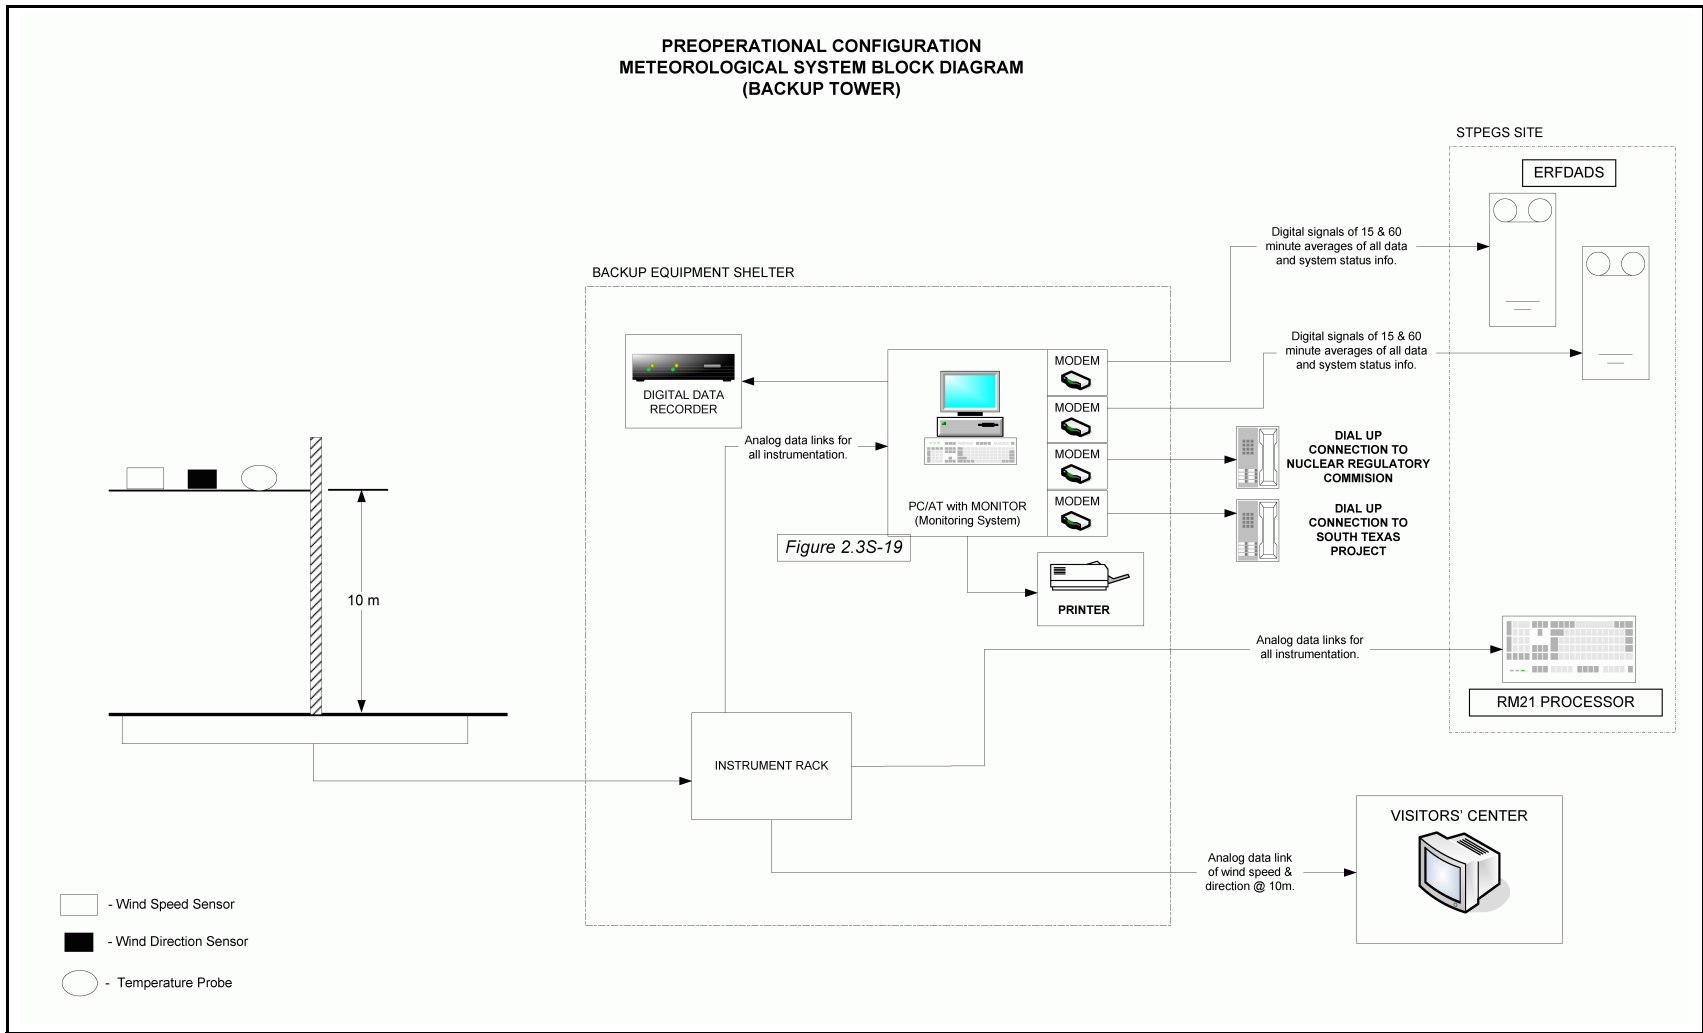 PREOPERATIONAL CONFIGURATION
METEOROLOGICAL SYSTEM BLOCK DIAGRAM
(BACKUP TOWER)
STPEGS SITE
ERFDADS
Digital signals of 15 & 60
minute averages of all data
and system status info.
BACKUP EQUIPMENT SHELTER
Digital signals of 15 & 60
minute averages of all data
and system status info.
MODEM
DIGITAL DATA
RECORDER
MODEM
Analog data links for
all instrumentation.
MODEM
DIAL UP
CONNECTION TO
NUCLEAR REGULATORY
COMMISION
MODEM
PC/AT with MONITOR
(Monitoring System)
DIAL UP
CONNECTION TO
SOUTH TEXAS
PROJECT
Figure 2.3S-19
10 m
PRINTER
Analog data links for
all instrumentation.
RM21 PROCESSOR
INSTRUMENT RACK
VISITORS' CENTER
Analog data link
of wind speed &
direction @ 10m.
- Wind Speed Sensor
- Wind Direction Sensor
- Temperature Probe